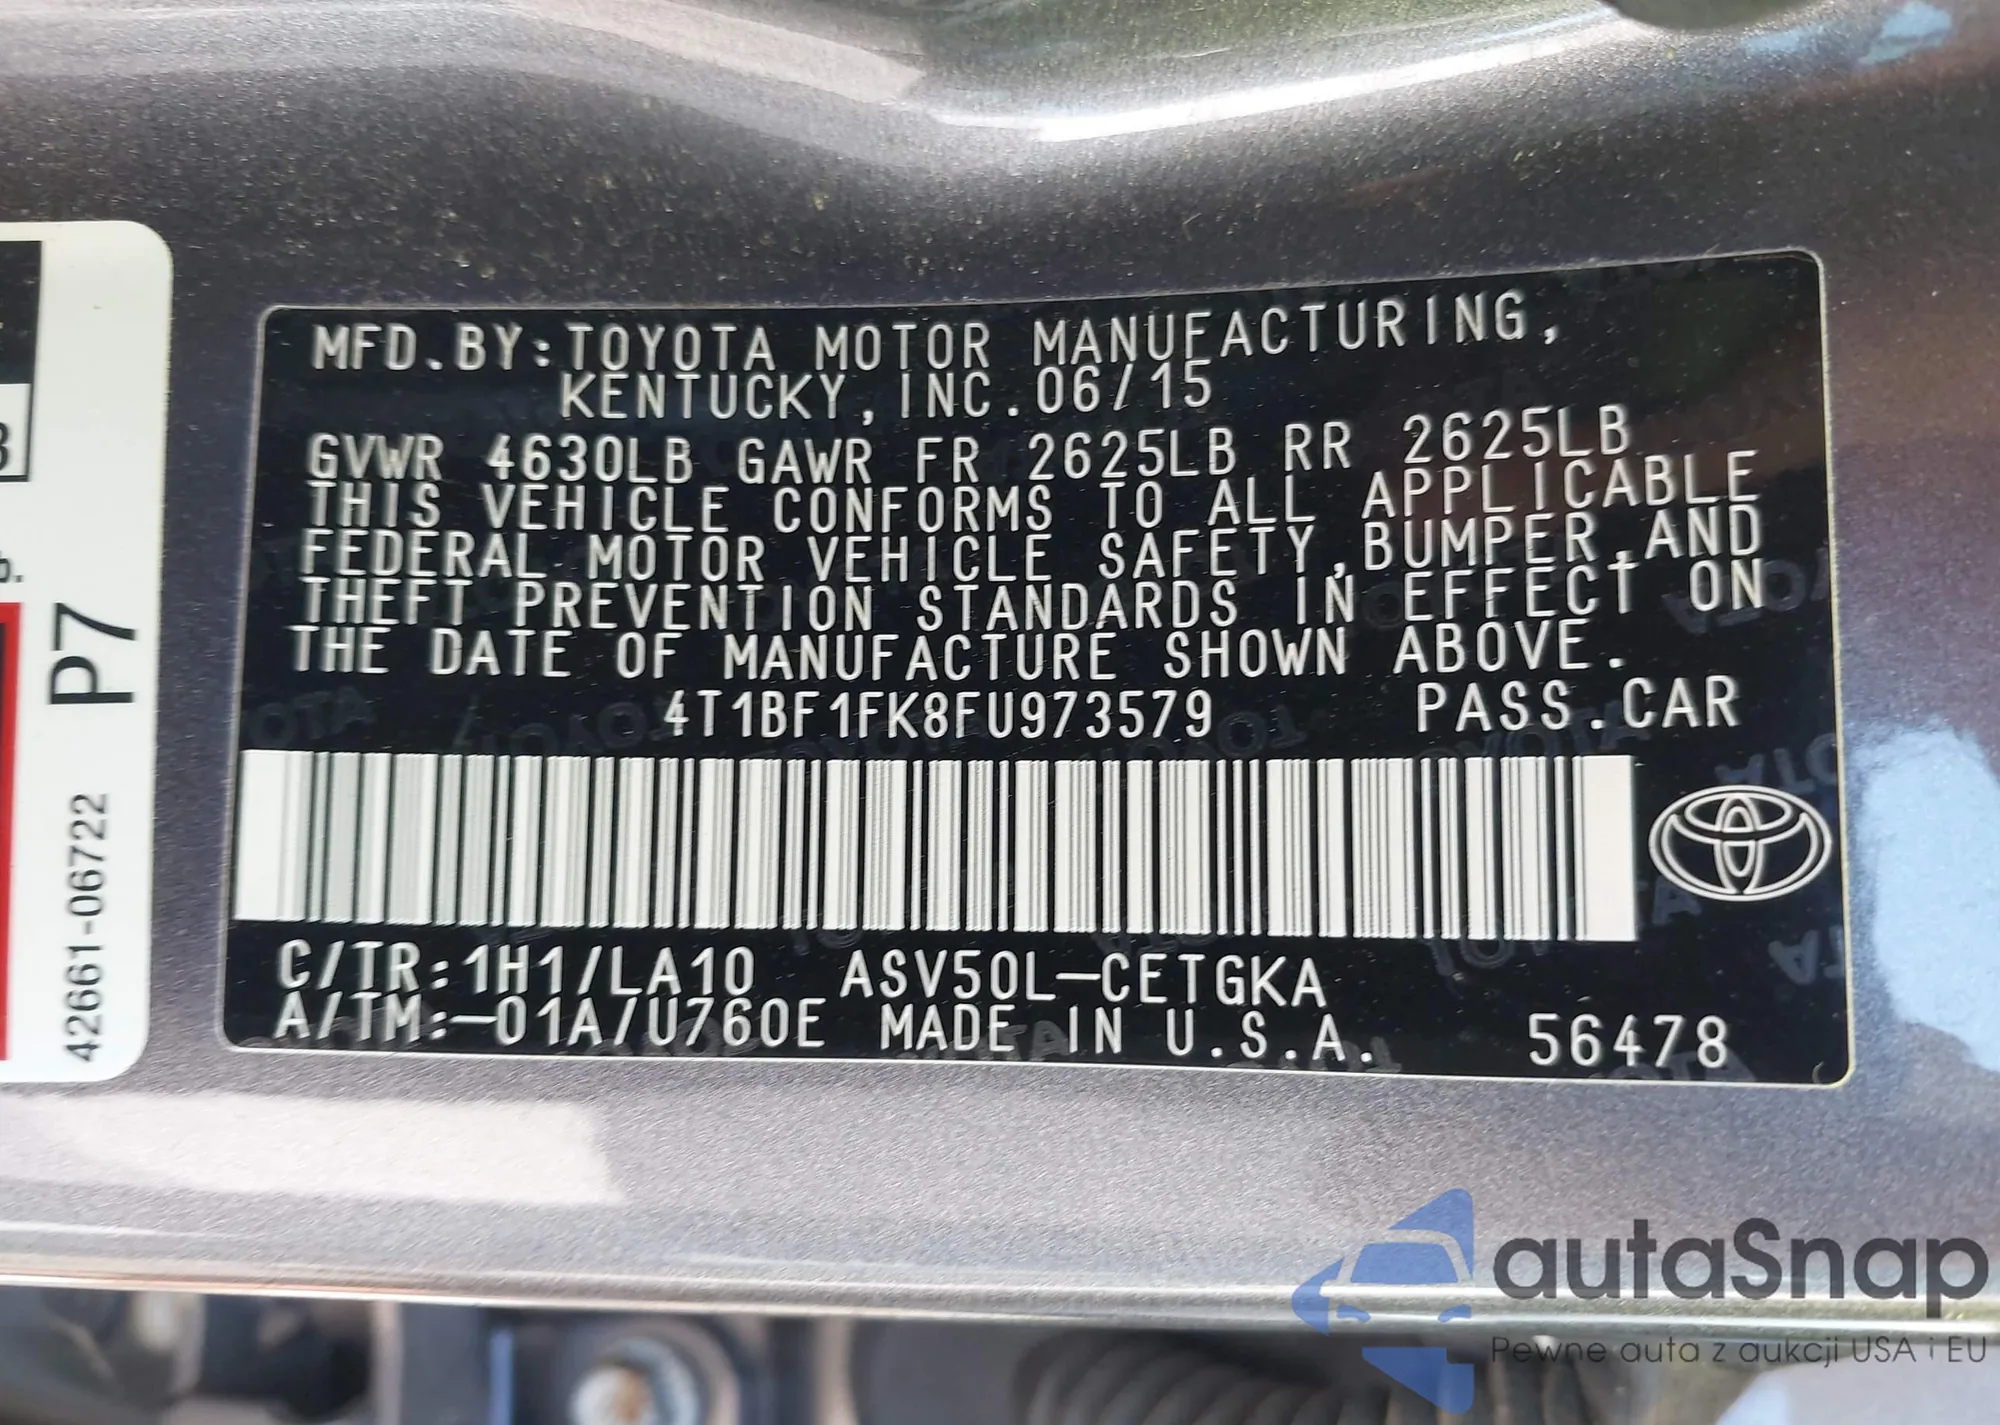 MFD.BY:TOYOTA MOTOR MANUFACTURING,
KENTUCKY,INC.06/15
GVWR 4630LB GAWR FR 2625LB RR 2625LB
THIS VEHICLE CONFORMS TO ALL APPLICABLE
FEDERAL MOTOR VEHICLE SAFETY,BUMPER,AND
THEFT PREVENTION STANDARDS IN EFFECT ON
THE DATE OF MANUFACTURE SHOWN ABOVE.
4T1BF1FK8FU973579 PASS.CAR
C/TR:1H1/LA10 ASV50L-CETGKA
A/TM:-01A/U760E MADE IN U.S.A. 56478
P7
42661-06722
autaSnap
Pewne auta z aukcji USA i EU